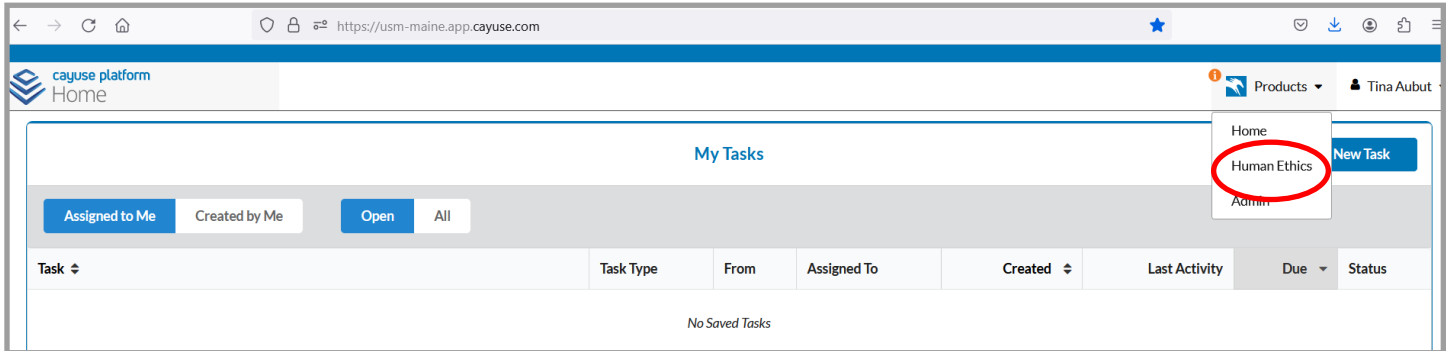 https://usm-maine.app.cayuse.com
cayuse platform
Home
Products
Tina Aubut
Home
Human Ethics
Admin
My Tasks
New Task
Assigned to Me
Created by Me
Open
All
Task
Task Type
From
Assigned To
Created
Last Activity
Due
Status
No Saved Tasks